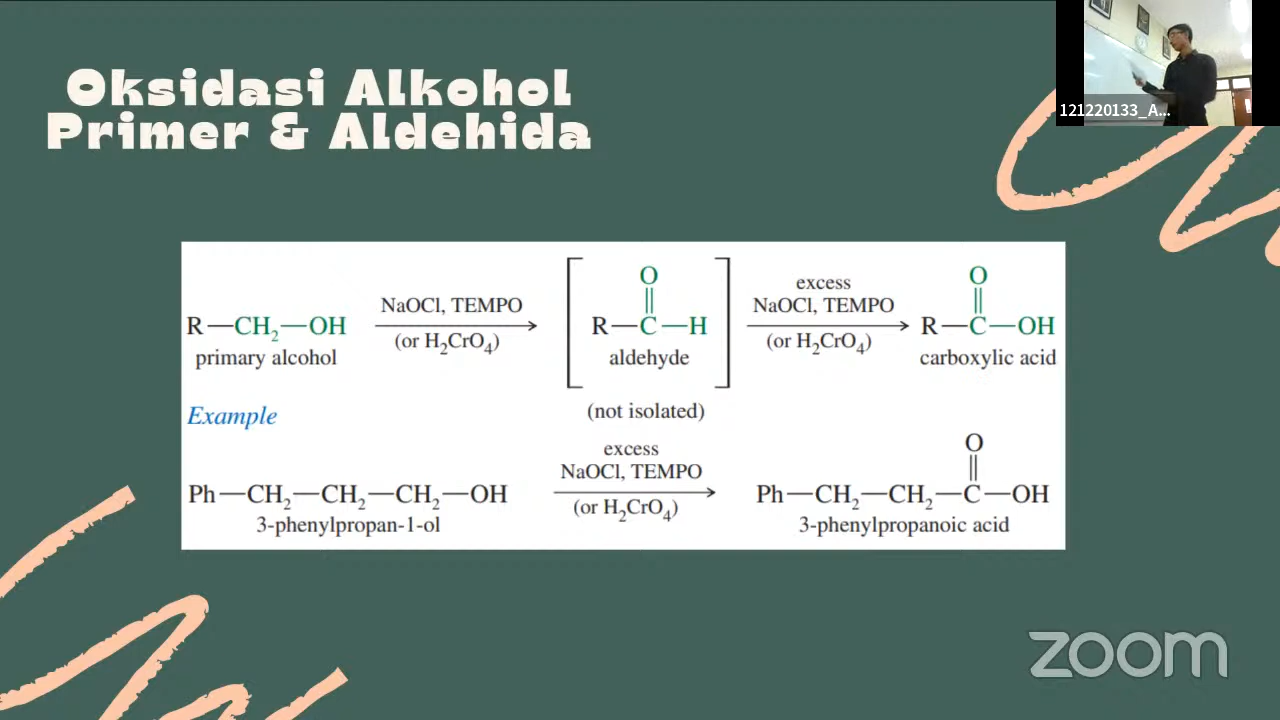 Oksidasi Alkohol
Primer & Aldehida
121220133_A...
R—CH₂—OH
primary alcohol
NaOCl, TEMPO
(or H₂CrO₄)
O
R—C—H
aldehyde
(not isolated)
excess
NaOCl, TEMPO
(or H₂CrO₄)
O
R—C—OH
carboxylic acid
Example
Ph—CH₂—CH₂—CH₂—OH
3-phenylpropan-1-ol
excess
NaOCl, TEMPO
(or H₂CrO₄)
O
Ph—CH₂—CH₂—C—OH
3-phenylpropanoic acid
zoom